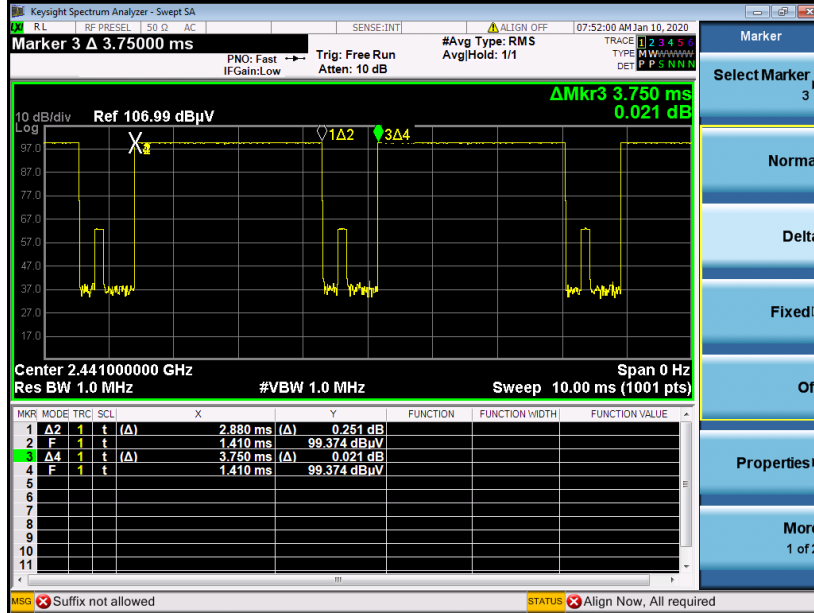 Keysight Spectrum Analyzer - Swept SA
LXI RL RF PRESEL 50 Ω AC SENSE:INT ALIGN OFF 07:52:00 AM Jan 10, 2020
Marker 3 Δ 3.75000 ms
PNO: Fast
IFGain:Low
Trig: Free Run
Atten: 10 dB
#Avg Type: RMS
Avg|Hold: 1/1
TRACE 1 2 3 4 5 6
TYPE MWWWWW
DET P P S N N N
ΔMkr3 3.750 ms
0.021 dB
10 dB/div Ref 106.99 dBµV
Log
1Δ2 3Δ4
97.0
87.0
77.0
67.0
57.0
47.0
37.0
27.0
17.0
Center 2.441000000 GHz Span 0 Hz
Res BW 1.0 MHz #VBW 1.0 MHz Sweep 10.00 ms (1001 pts)
MKR MODE TRC SCL X Y FUNCTION FUNCTION WIDTH FUNCTION VALUE
1 Δ2 1 t (Δ) 2.880 ms (Δ) 0.251 dB
2 F 1 t 1.410 ms 99.374 dBµV
3 Δ4 1 t (Δ) 3.750 ms (Δ) 0.021 dB
4 F 1 t 1.410 ms 99.374 dBµV
5
6
7
8
9
10
11
MSG Suffix not allowed STATUS Align Now, All required
Marker
Select Marker
3
Norma
Delta
Fixed
Of
Properties
More
1 of 2